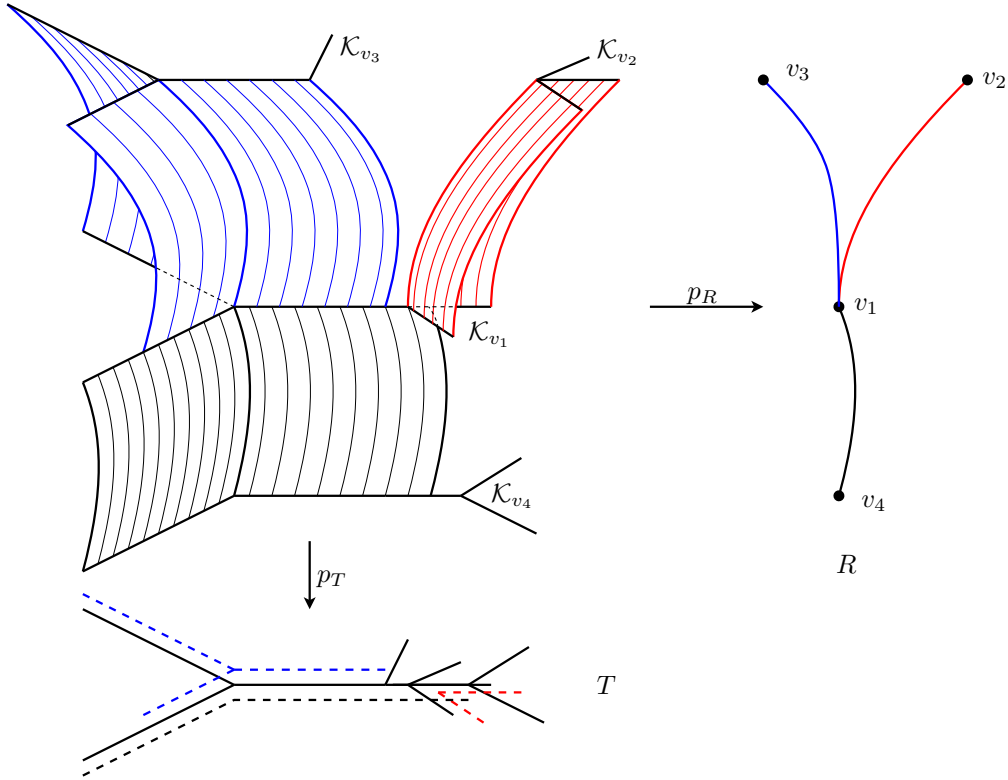 𝒦_{v_3}
𝒦_{v_2}
v_3
v_2
𝒦_{v_1}
p_R
v_1
𝒦_{v_4}
v_4
p_T
R
T